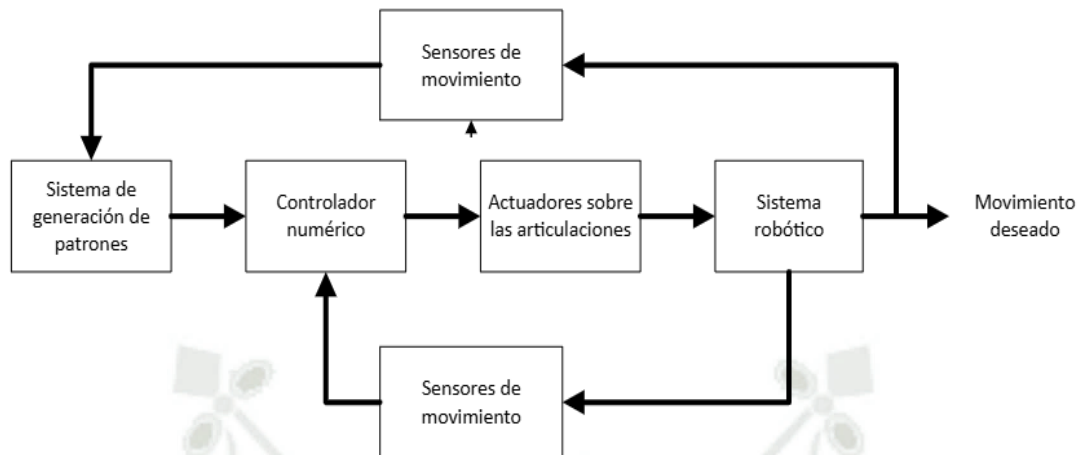 Sensores de
movimiento
Sistema de
generación de
patrones
Controlador
numérico
Actuadores sobre
las articulaciones
Sistema
robótico
Movimiento
deseado
Sensores de
movimiento